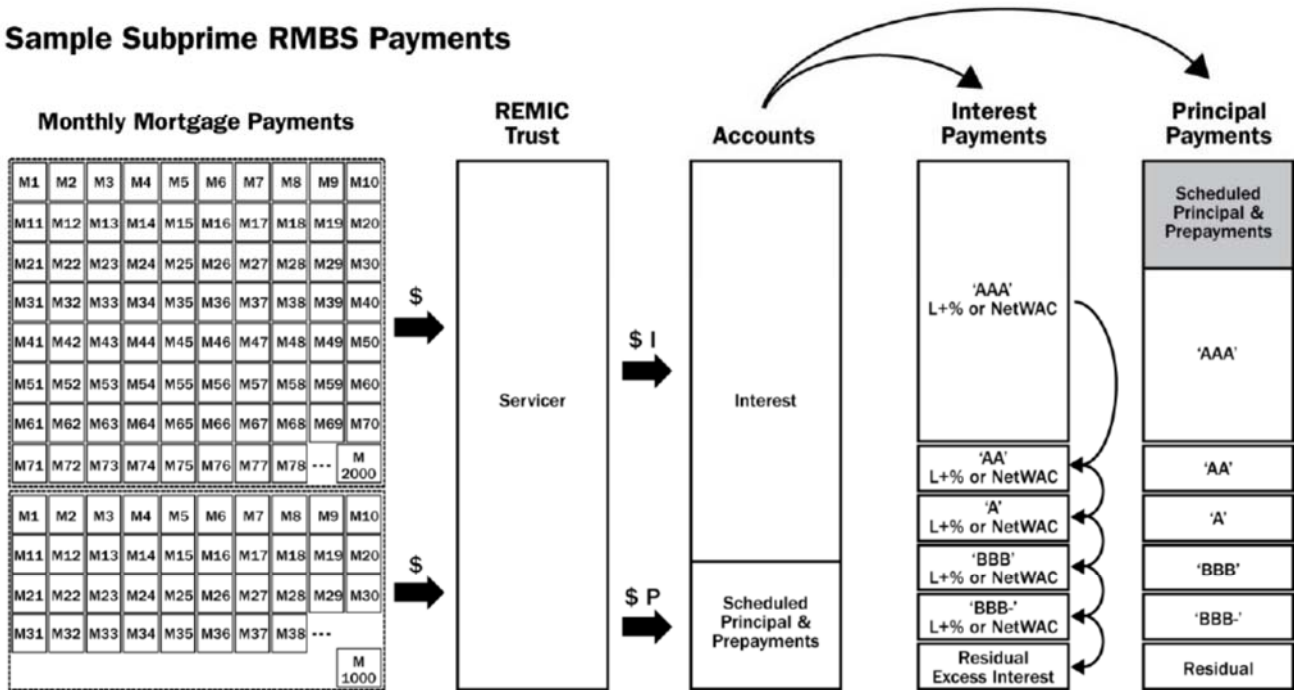 Sample Subprime RMBS Payments
Monthly Mortgage Payments
REMIC
Trust
Accounts
Interest
Payments
Principal
Payments
M1 M2 M3 M4 M5 M6 M7 M8 M9 M10
M11 M12 M13 M14 M15 M16 M17 M18 M19 M20
M21 M22 M23 M24 M25 M26 M27 M28 M29 M30
M31 M32 M33 M34 M35 M36 M37 M38 M39 M40
M41 M42 M43 M44 M45 M46 M47 M48 M49 M50
M51 M52 M53 M54 M55 M56 M57 M58 M59 M60
M61 M62 M63 M64 M65 M66 M67 M68 M69 M70
M71 M72 M73 M74 M75 M76 M77 M78 --- M
2000
M1 M2 M3 M4 M5 M6 M7 M8 M9 M10
M11 M12 M13 M14 M15 M16 M17 M18 M19 M20
M21 M22 M23 M24 M25 M26 M27 M28 M29 M30
M31 M32 M33 M34 M35 M36 M37 M38 ---
M
1000
$
$
Servicer
$ I
$ P
Interest
Scheduled
Principal &
Prepayments
'AAA'
L+% or NetWAC
'AA'
L+% or NetWAC
'A'
L+% or NetWAC
'BBB'
L+% or NetWAC
'BBB-'
L+% or NetWAC
Residual
Excess Interest
Scheduled
Principal &
Prepayments
'AAA'
'AA'
'A'
'BBB'
'BBB-'
Residual